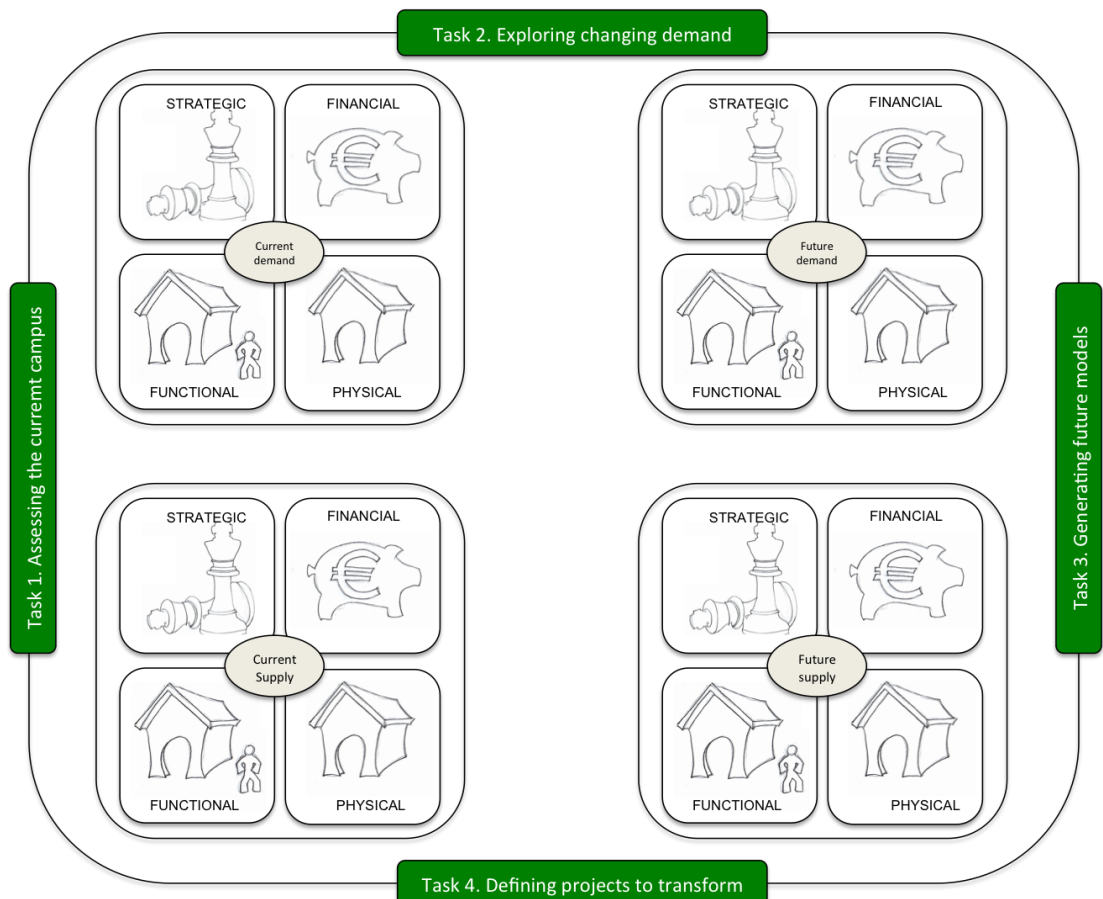 Task 2. Exploring changing demand
STRATEGIC
FINANCIAL
Current
demand
FUNCTIONAL
PHYSICAL
STRATEGIC
FINANCIAL
Future
demand
FUNCTIONAL
PHYSICAL
Task 1. Assessing the curremt campus
Task 3. Generating future models
STRATEGIC
FINANCIAL
Current
Supply
FUNCTIONAL
PHYSICAL
STRATEGIC
FINANCIAL
Future
supply
FUNCTIONAL
PHYSICAL
Task 4. Defining projects to transform